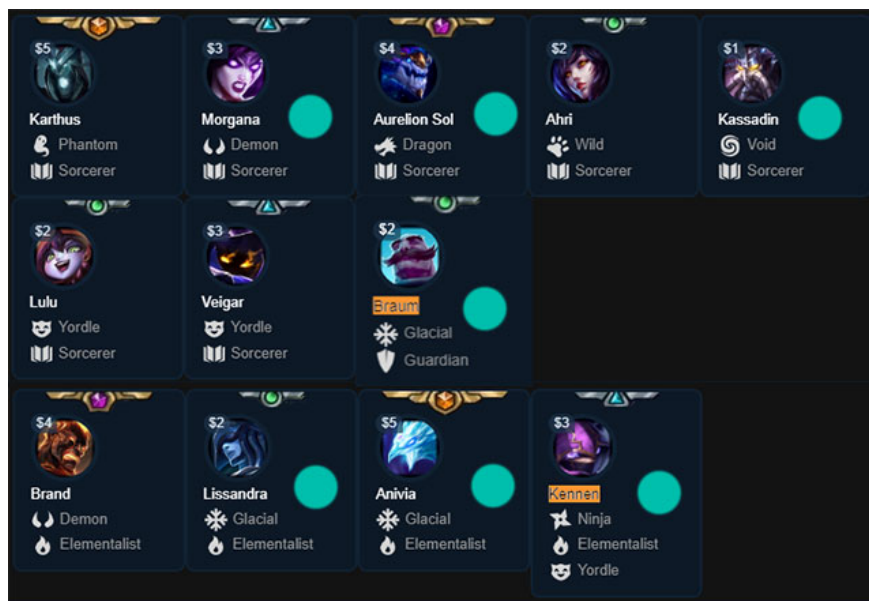 $5
Karthus
Phantom
Sorcerer
$3
Morgana
Demon
Sorcerer
$4
Aurelion Sol
Dragon
Sorcerer
$2
Ahri
Wild
Sorcerer
$1
Kassadin
Void
Sorcerer
$2
Lulu
Yordle
Sorcerer
$3
Veigar
Yordle
Sorcerer
$2
Braum
Glacial
Guardian
$4
Brand
Demon
Elementalist
$2
Lissandra
Glacial
Elementalist
$5
Anivia
Glacial
Elementalist
$3
Kennen
Ninja
Elementalist
Yordle